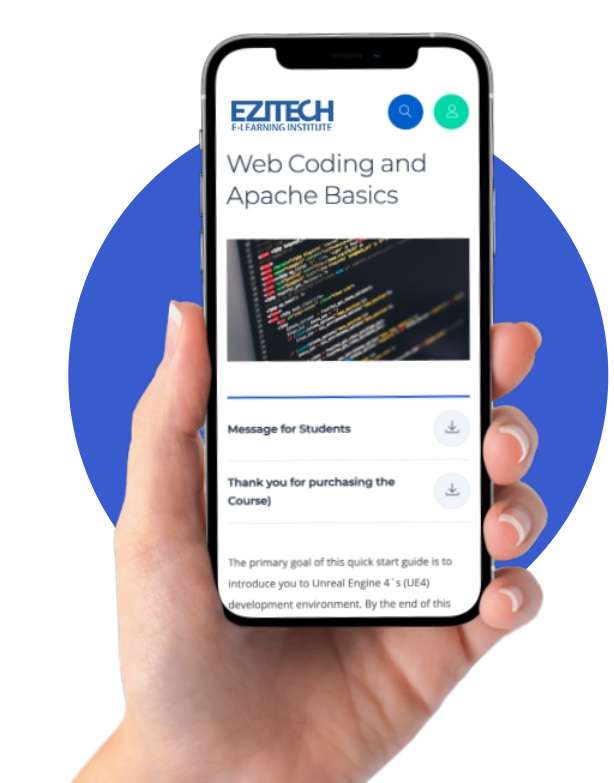 EZITECH
E-LEARNING INSTITUTE
Web Coding and
Apache Basics
Message for Students
Thank you for purchasing the
Course)
The primary goal of this quick start guide is to
introduce you to Unreal Engine 4`s (UE4)
development environment. By the end of this